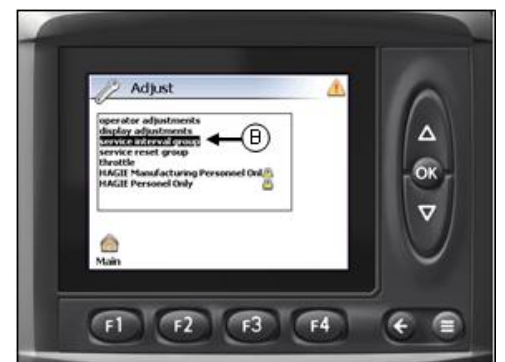 Adjust
operator adjustments
display adjustments
service interval group
B
service reset group
throttle
HAGIE Manufacturing Personnel Onl
HAGIE Personel Only
Main
OK
F1 F2 F3 F4